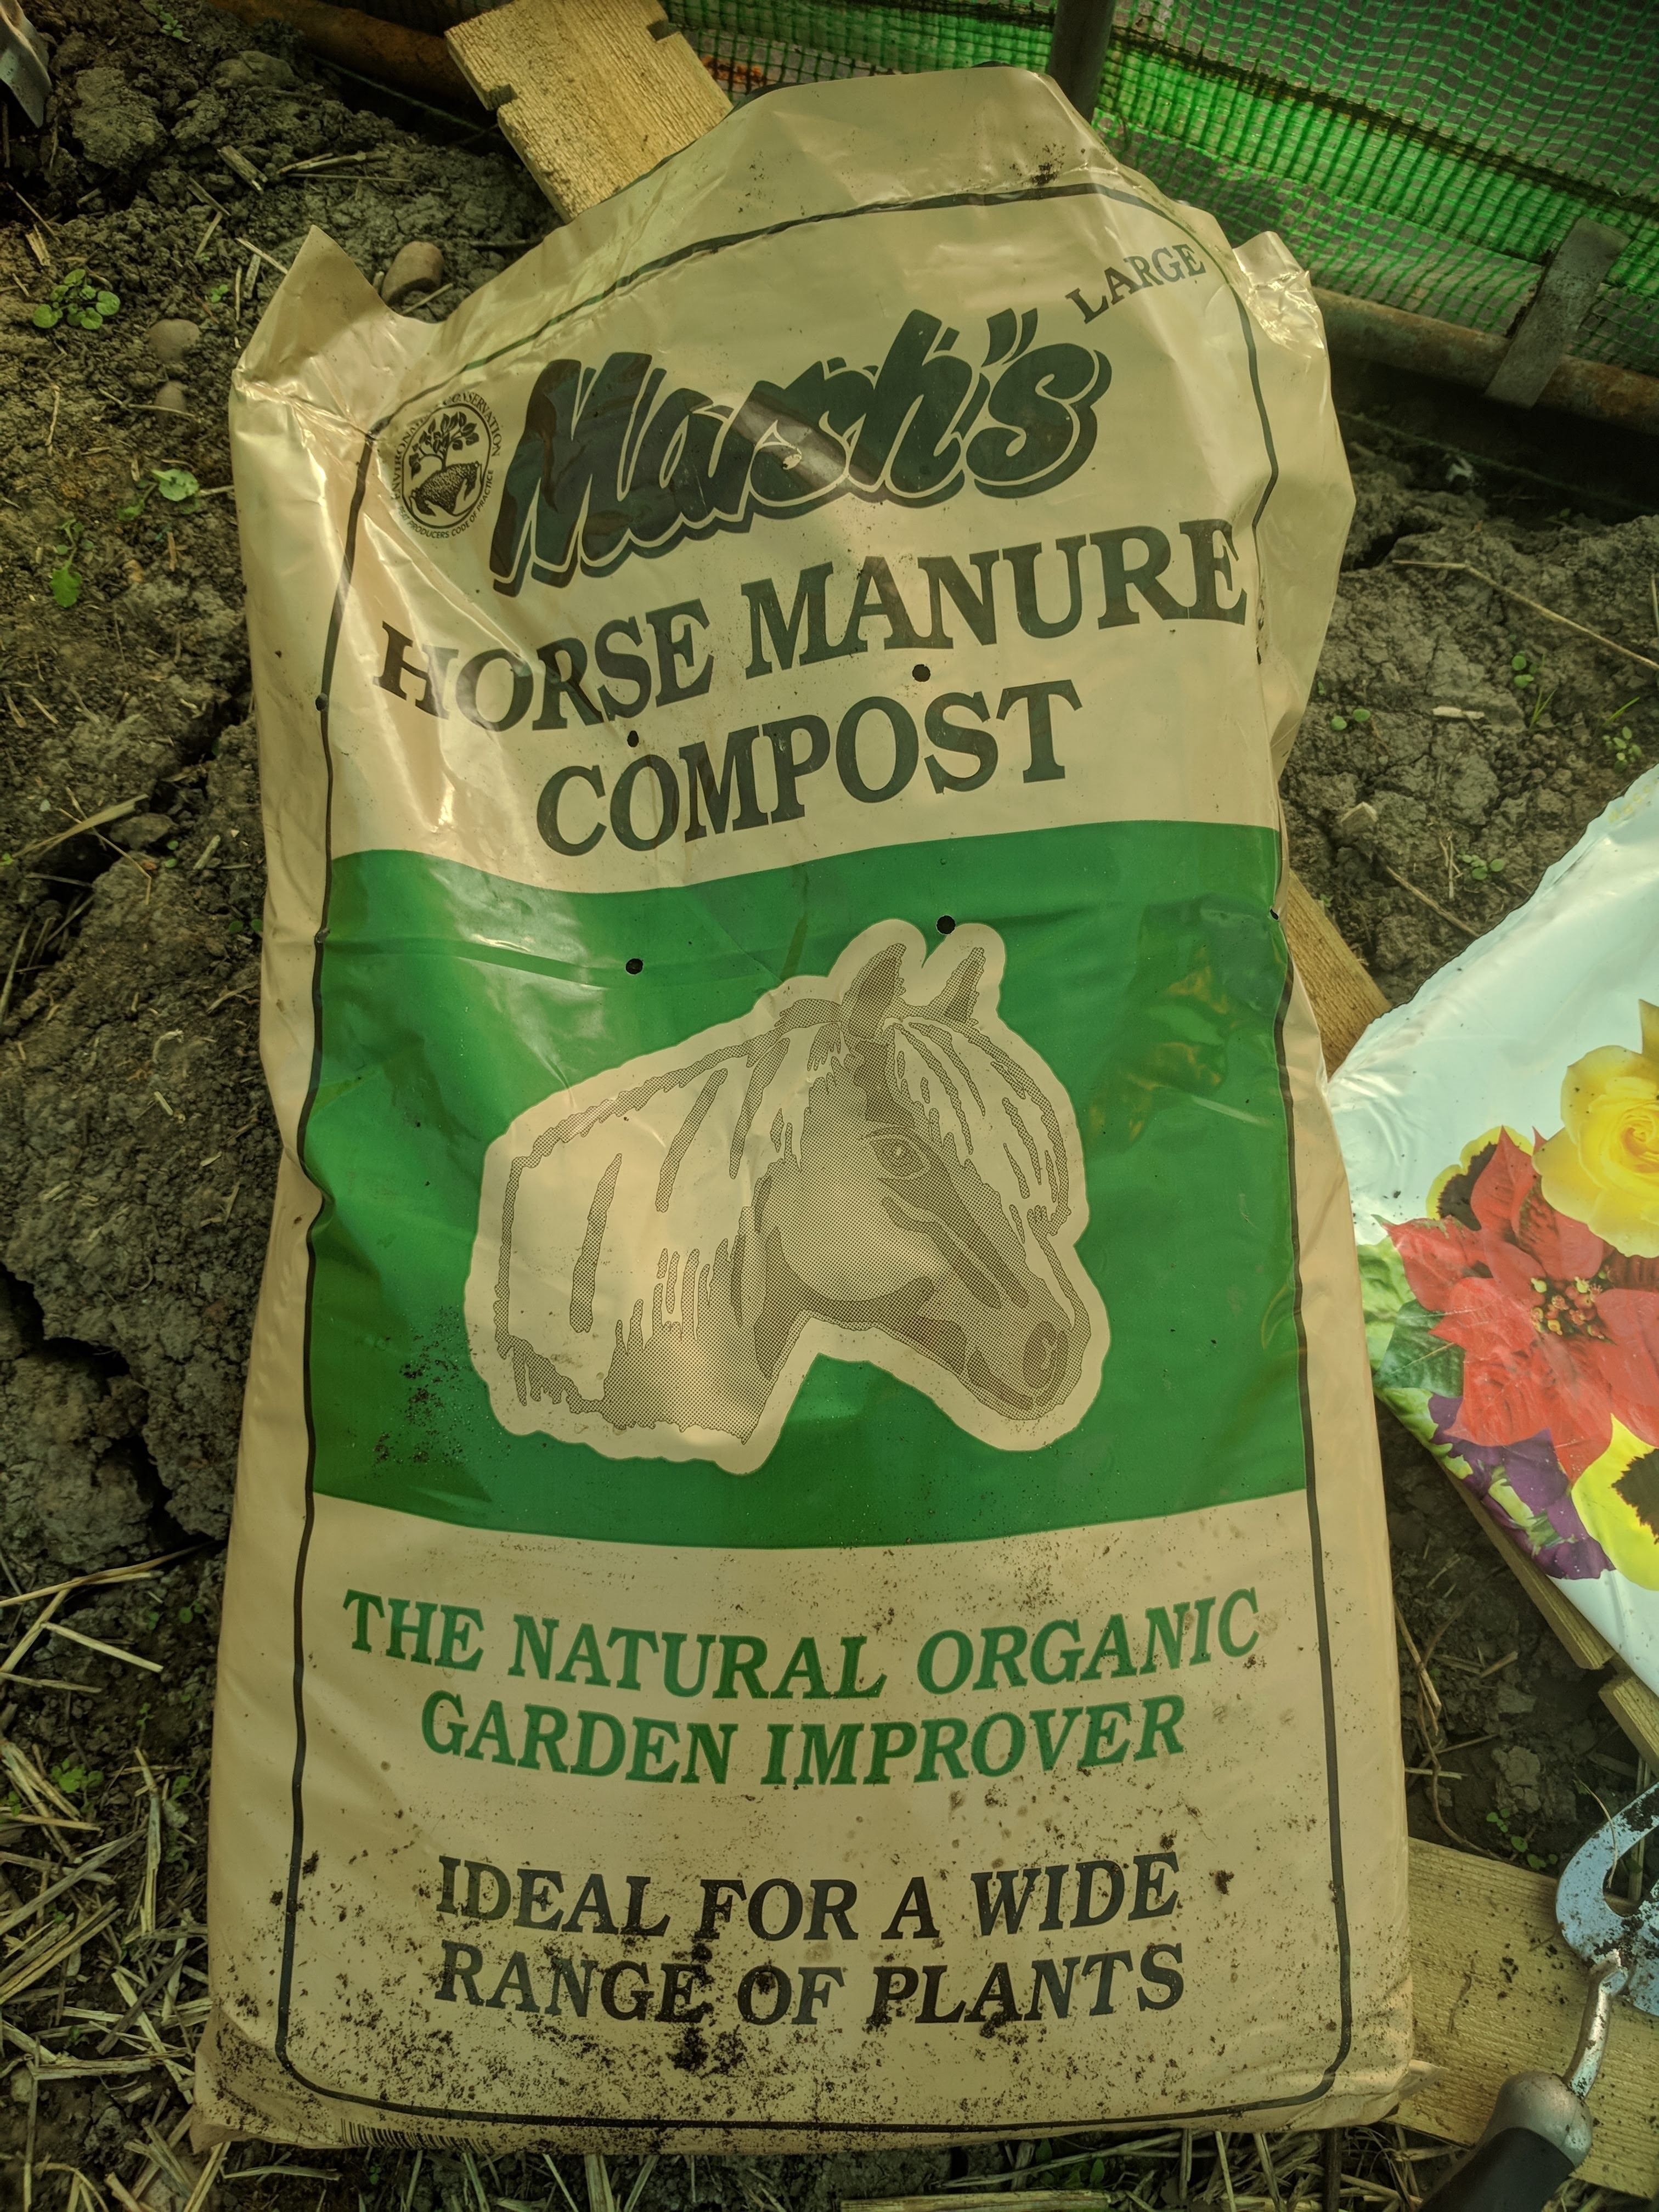 LARGE
Marsh's
HORSE MANURE
COMPOST
THE NATURAL ORGANIC
GARDEN IMPROVER
IDEAL FOR A WIDE
RANGE OF PLANTS